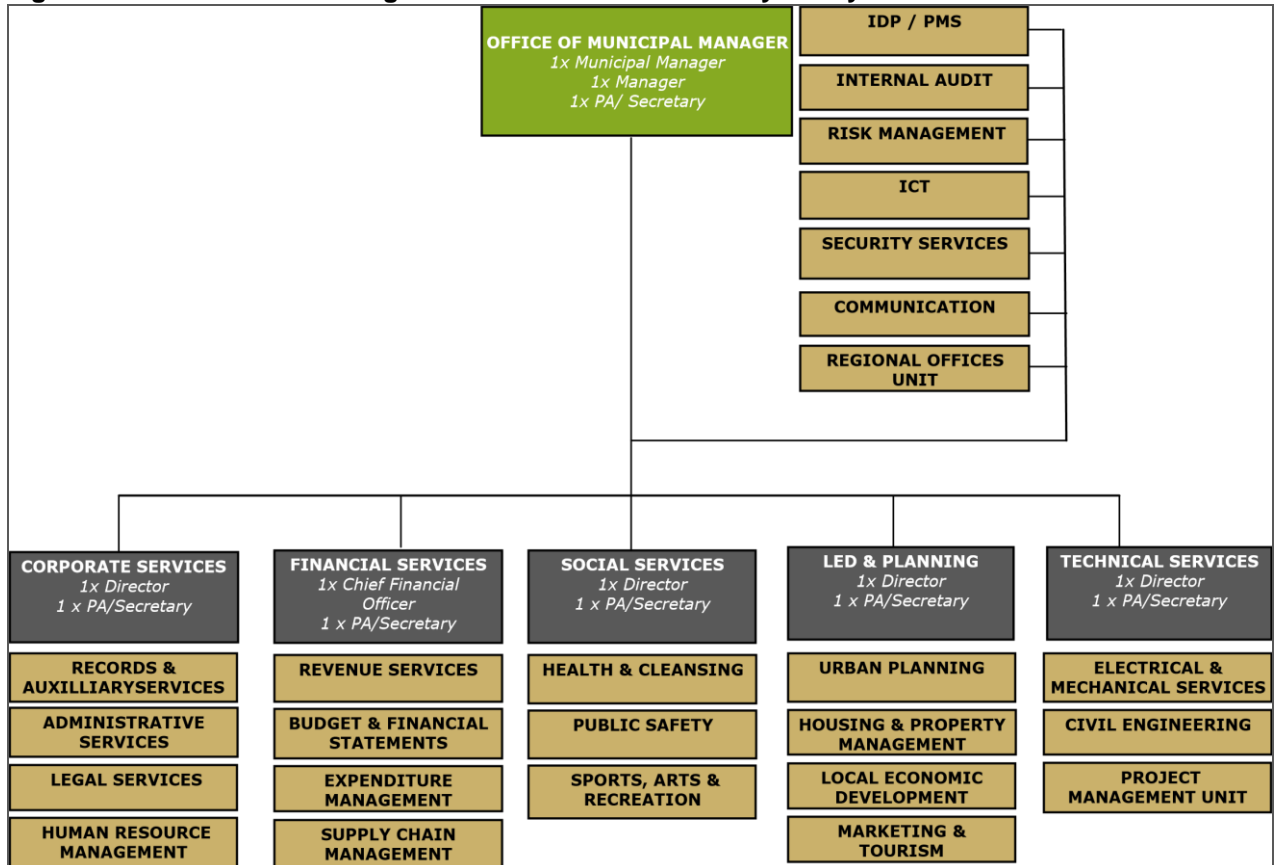 OFFICE OF MUNICIPAL MANAGER
1x Municipal Manager
1x Manager
1x PA/ Secretary
IDP / PMS
INTERNAL AUDIT
RISK MANAGEMENT
ICT
SECURITY SERVICES
COMMUNICATION
REGIONAL OFFICES
UNIT
CORPORATE SERVICES
1x Director
1 x PA/Secretary
RECORDS &
AUXILLIARYSERVICES
ADMINISTRATIVE
SERVICES
LEGAL SERVICES
HUMAN RESOURCE
MANAGEMENT
FINANCIAL SERVICES
1x Chief Financial
Officer
1 x PA/Secretary
REVENUE SERVICES
BUDGET & FINANCIAL
STATEMENTS
EXPENDITURE
MANAGEMENT
SUPPLY CHAIN
MANAGEMENT
SOCIAL SERVICES
1x Director
1 x PA/Secretary
HEALTH & CLEANSING
PUBLIC SAFETY
SPORTS, ARTS &
RECREATION
LED & PLANNING
1x Director
1 x PA/Secretary
URBAN PLANNING
HOUSING & PROPERTY
MANAGEMENT
LOCAL ECONOMIC
DEVELOPMENT
MARKETING &
TOURISM
TECHNICAL SERVICES
1x Director
1 x PA/Secretary
ELECTRICAL &
MECHANICAL SERVICES
CIVIL ENGINEERING
PROJECT
MANAGEMENT UNIT